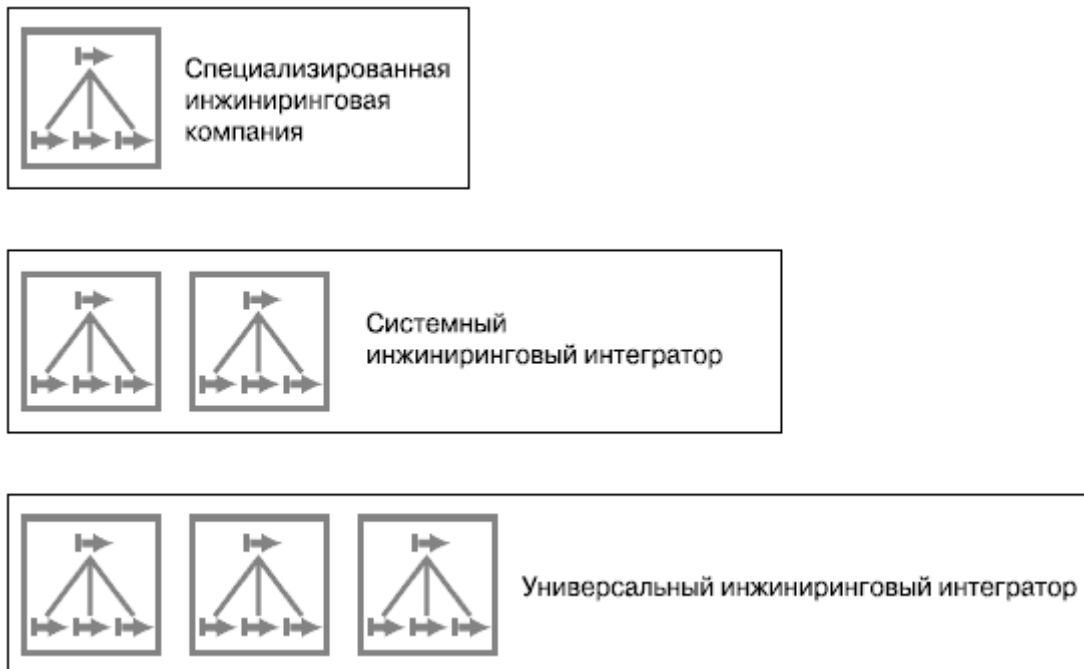 Специализированная
инжиниринговая
компания
Системный
инжиниринговый интегратор
Универсальный инжиниринговый интегратор